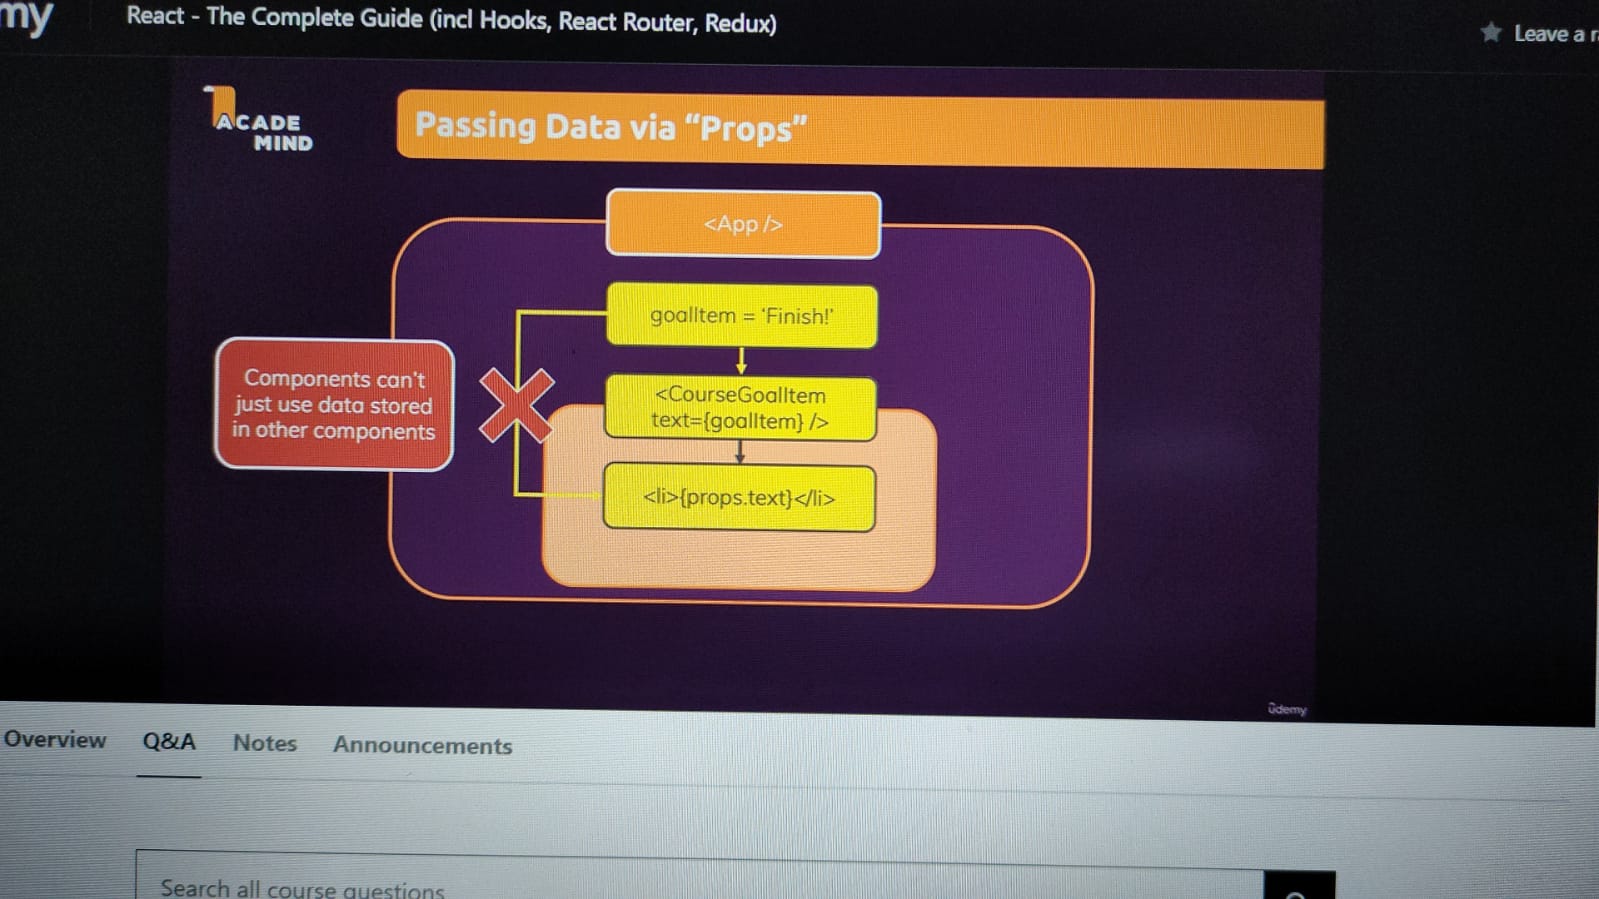 my
React - The Complete Guide (incl Hooks, React Router, Redux)
Leave a
ACADE
MIND
Passing Data via “Props”
<App />
goalItem = ‘Finish!’
Components can't
just use data stored
in other components
<CourseGoalItem
text={goalItem} />
<li>{props.text}</li>
ûdemy
Overview
Q&A
Notes
Announcements
Search all course questions